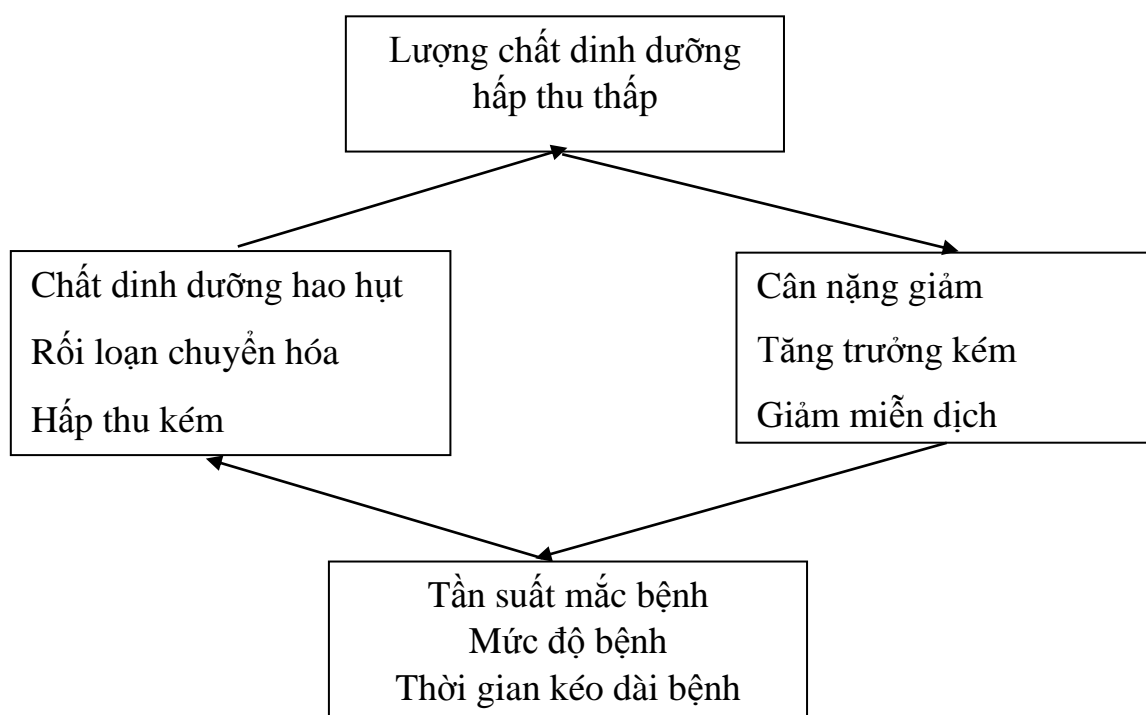 Lượng chất dinh dưỡng
hấp thu thấp
Chất dinh dưỡng hao hụt
Rối loạn chuyển hóa
Hấp thu kém
Cân nặng giảm
Tăng trưởng kém
Giảm miễn dịch
Tần suất mắc bệnh
Mức độ bệnh
Thời gian kéo dài bệnh